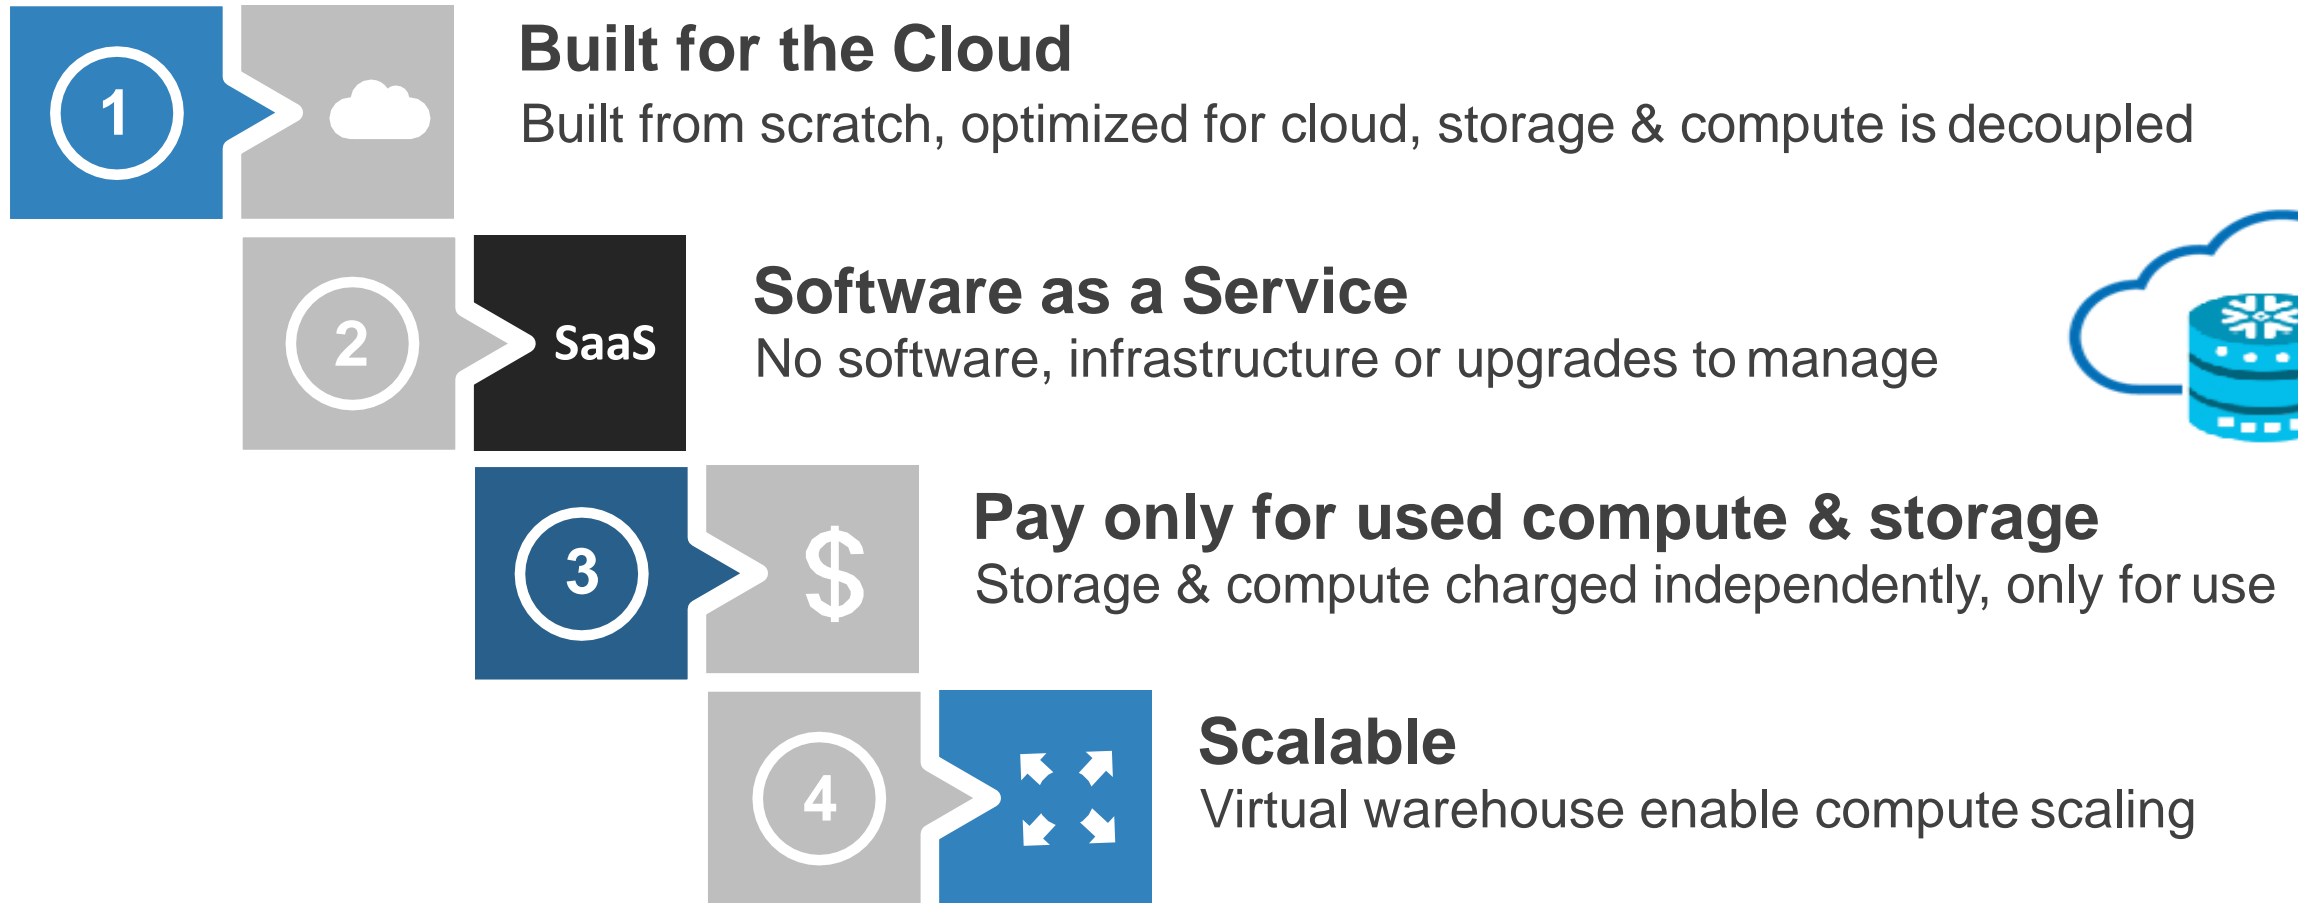 1
Built for the Cloud
Built from scratch, optimized for cloud, storage & compute is decoupled
2
SaaS
Software as a Service
No software, infrastructure or upgrades to manage
3
$
Pay only for used compute & storage
Storage & compute charged independently, only for use
4
Scalable
Virtual warehouse enable compute scaling